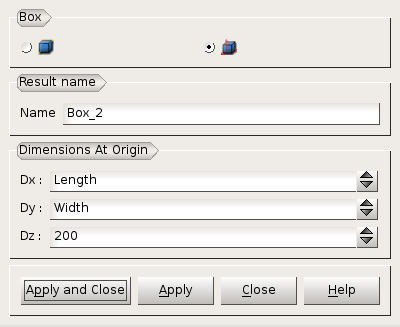 Box
Result name
Name Box_2
Dimensions At Origin
Dx : Length
Dy : Width
Dz : 200
Apply and Close Apply Close Help